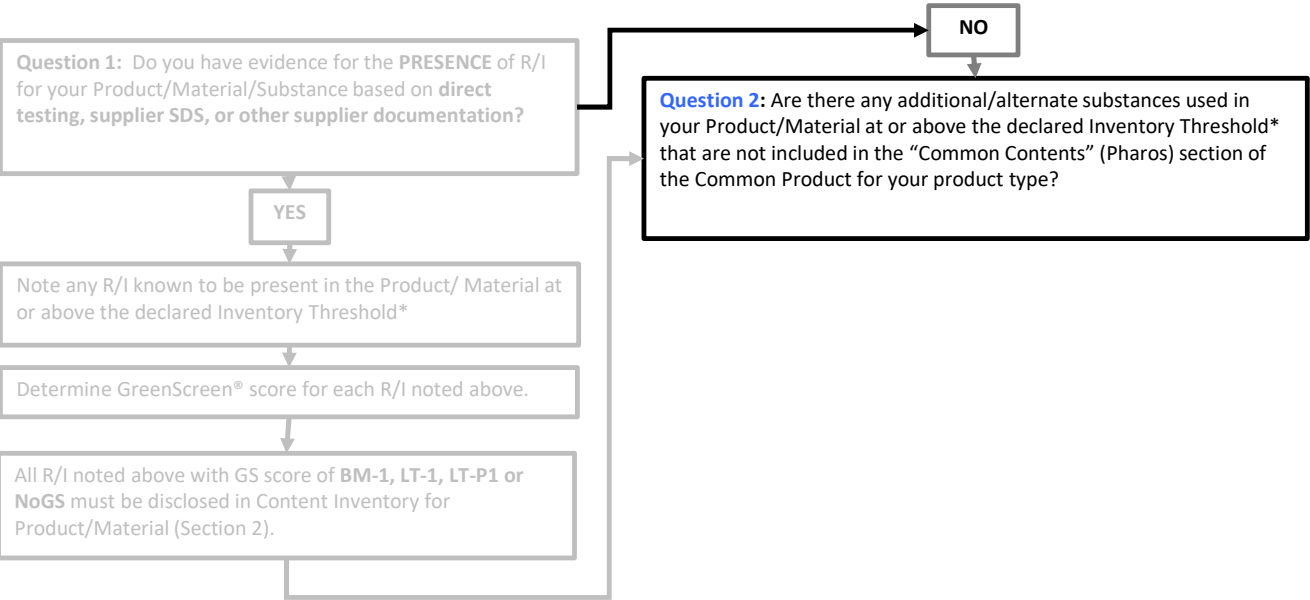 NO
Question 1: Do you have evidence for the PRESENCE of R/I
for your Product/Material/Substance based on direct
testing, supplier SDS, or other supplier documentation?
Question 2: Are there any additional/alternate substances used in
your Product/Material at or above the declared Inventory Threshold*
that are not included in the “Common Contents” (Pharos) section of
the Common Product for your product type?
YES
Note any R/I known to be present in the Product/ Material at
or above the declared Inventory Threshold*
Determine GreenScreen® score for each R/I noted above.
All R/I noted above with GS score of BM-1, LT-1, LT-P1 or
NoGS must be disclosed in Content Inventory for
Product/Material (Section 2).